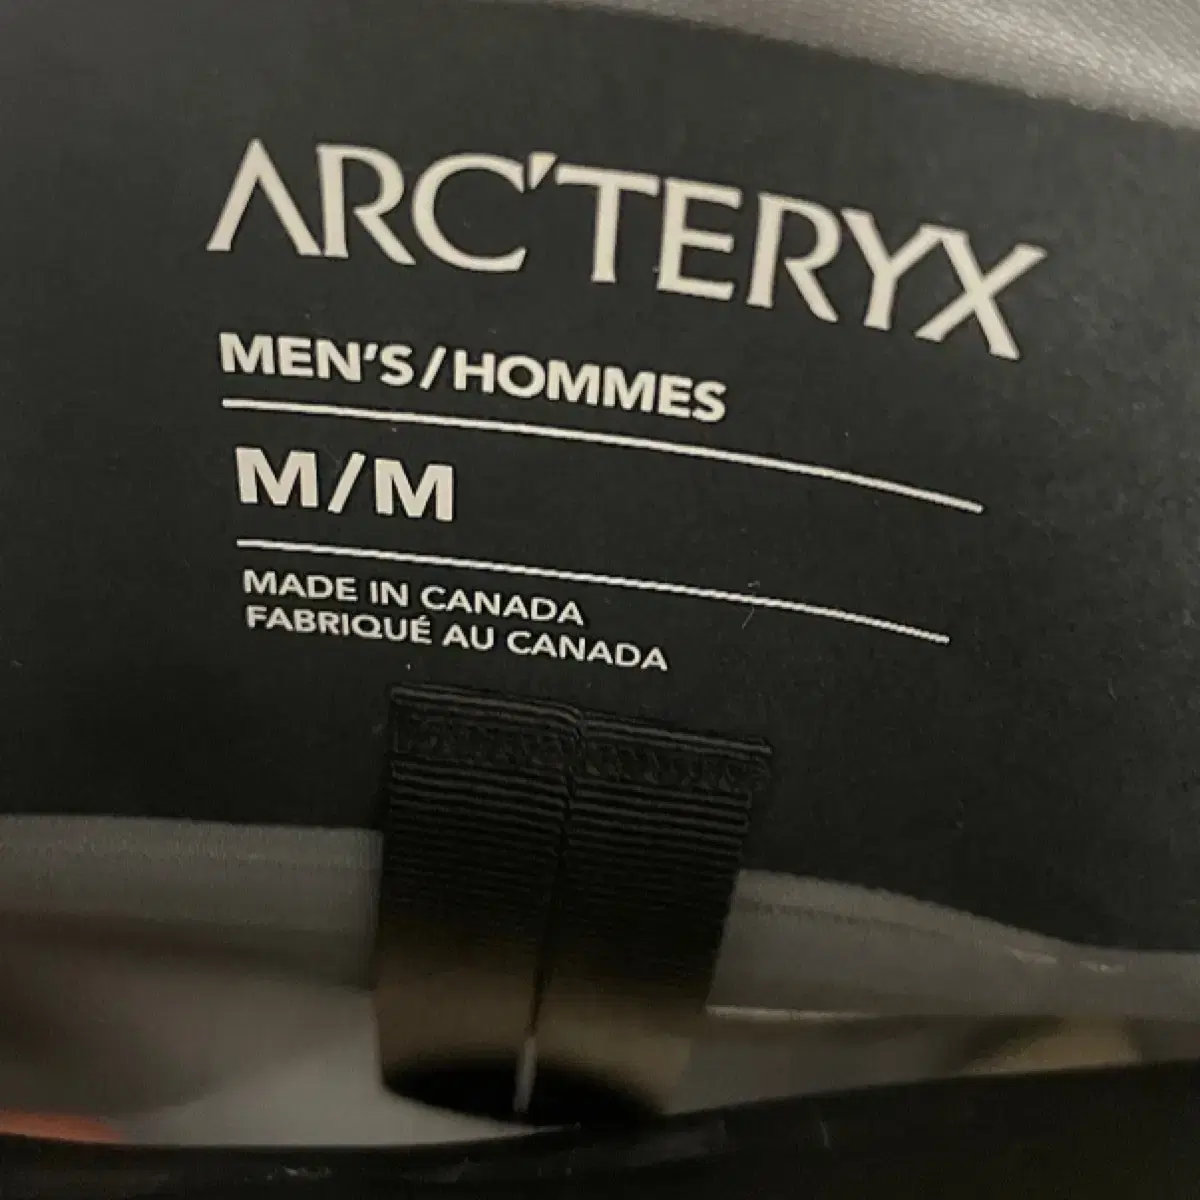 ARC'TERYX
MEN'S/HOMMES
M/M
MADE IN CANADA
FABRIQUÉ AU CANADA